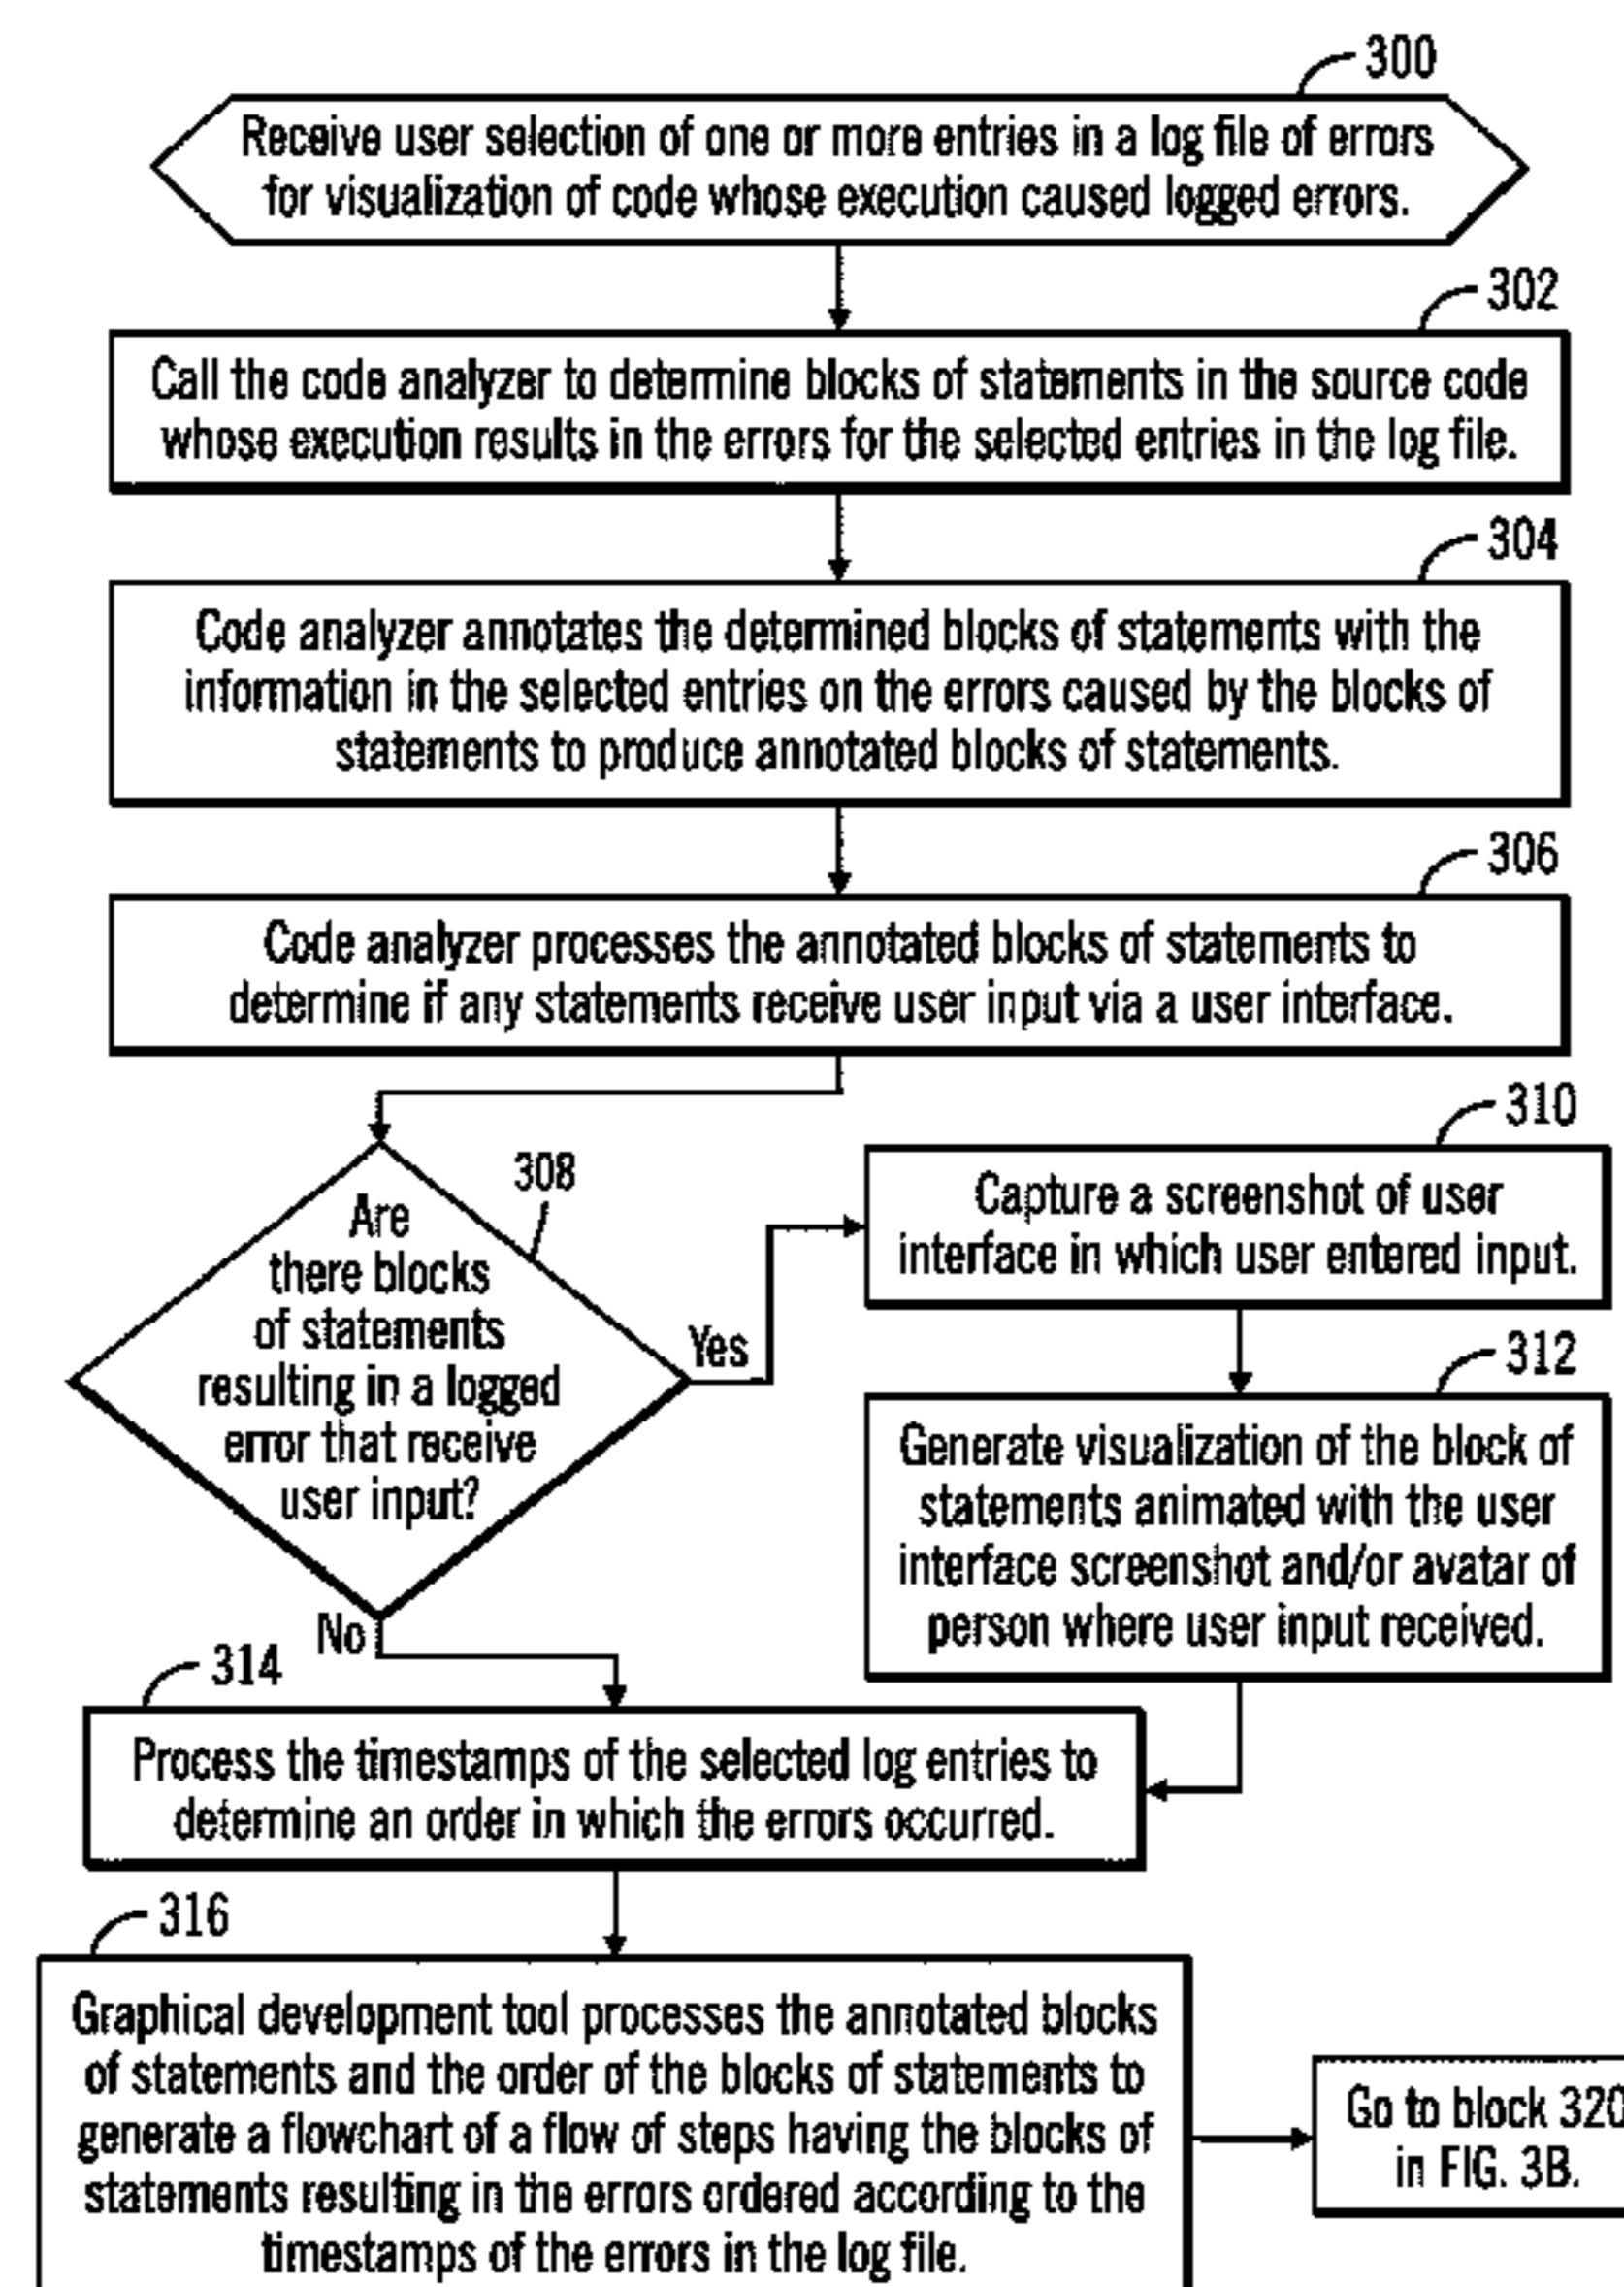 300
Receive user selection of one or more entries in a log file of errors
for visualization of code whose execution caused logged errors.
302
Call the code analyzer to determine blocks of statements in the source code
whose execution results in the errors for the selected entries in the log file.
304
Code analyzer annotates the determined blocks of statements with the
information in the selected entries on the errors caused by the blocks of
statements to produce annotated blocks of statements.
306
Code analyzer processes the annotated blocks of statements to
determine if any statements receive user input via a user interface.
308
Are
there blocks
of statements
resulting in a logged
error that receive
user input?
Yes
No
310
Capture a screenshot of user
interface in which user entered input.
312
Generate visualization of the block of
statements animated with the user
interface screenshot and/or avatar of
person where user input received.
314
Process the timestamps of the selected log entries to
determine an order in which the errors occurred.
316
Graphical development tool processes the annotated blocks
of statements and the order of the blocks of statements to
generate a flowchart of a flow of steps having the blocks of
statements resulting in the errors ordered according to the
timestamps of the errors in the log file.
Go to block 320
in FIG. 3B.